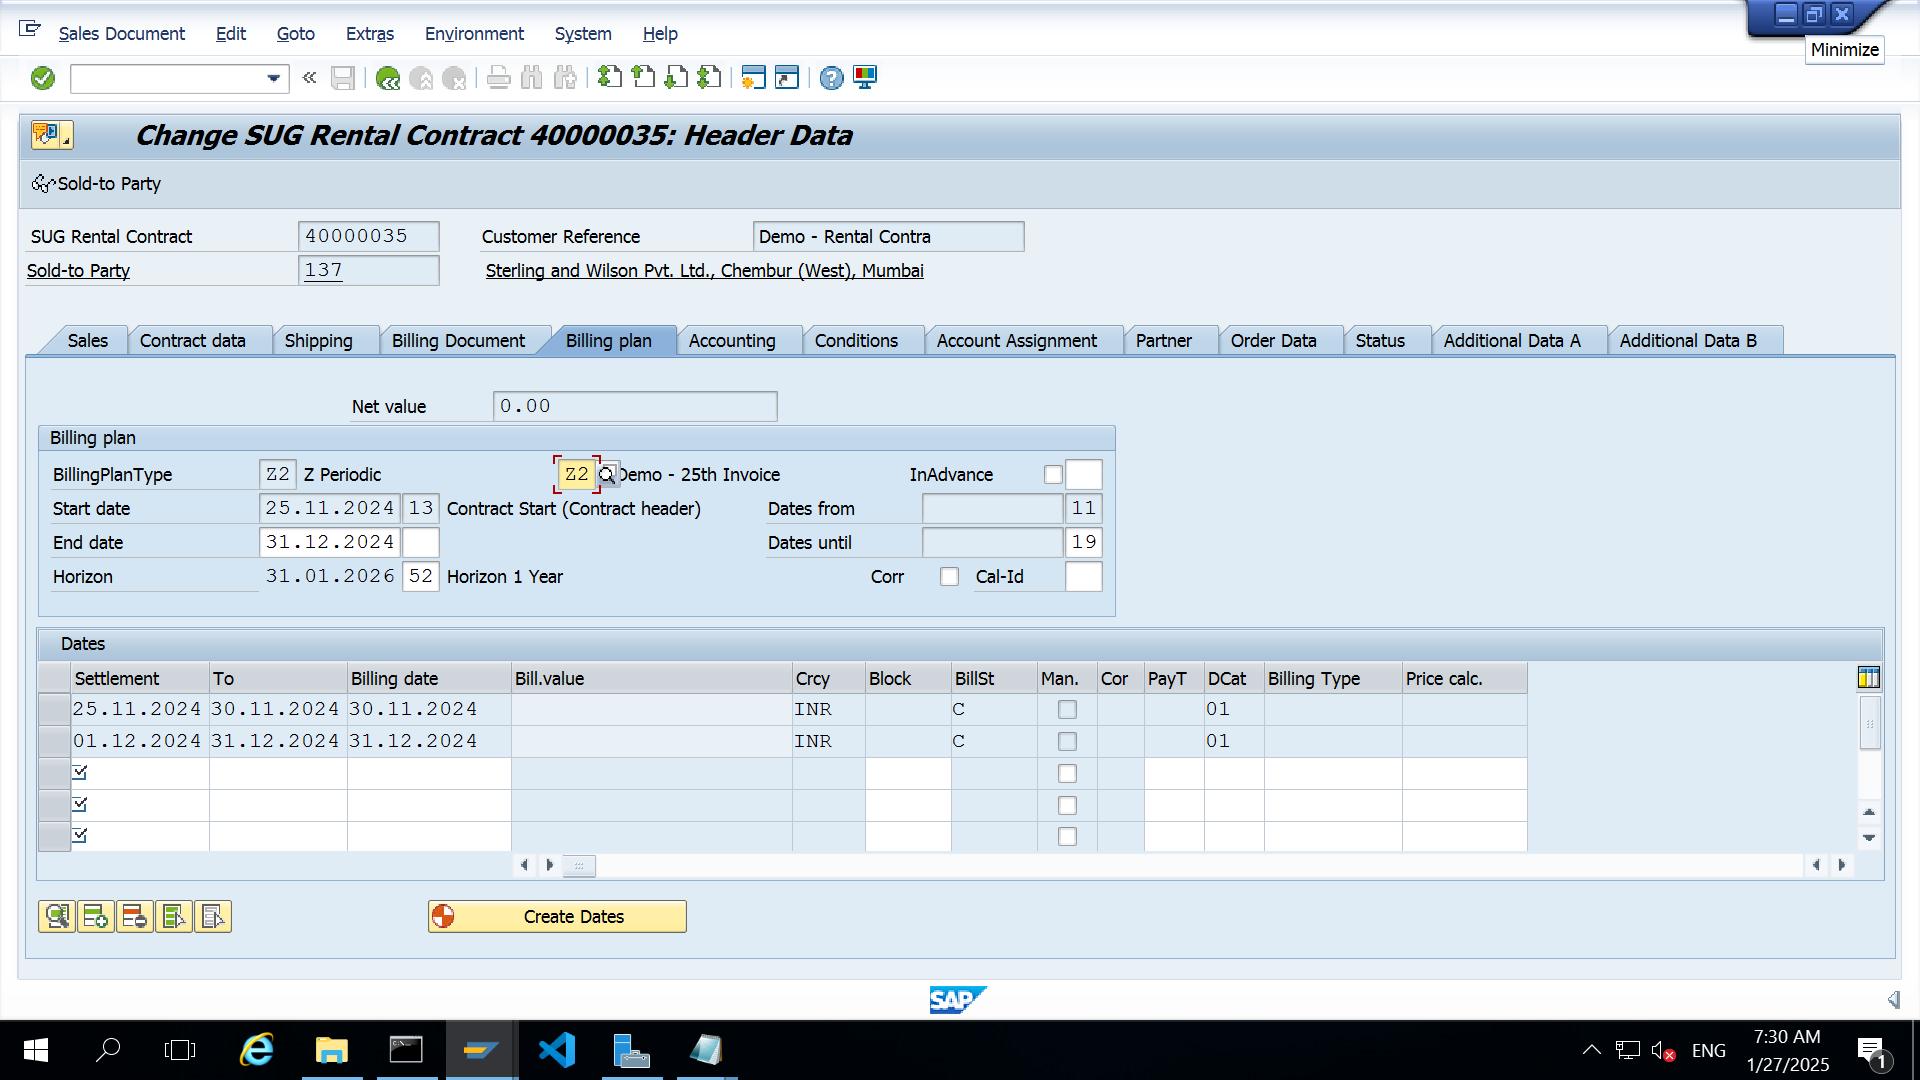 Sales Document Edit Goto Extras Environment System Help
Minimize
Change SUG Rental Contract 40000035: Header Data
Sold-to Party
SUG Rental Contract 40000035 Customer Reference Demo - Rental Contra
Sold-to Party 137 Sterling and Wilson Pvt. Ltd., Chembur (West), Mumbai
Sales Contract data Shipping Billing Document Billing plan Accounting Conditions Account Assignment Partner Order Data Status Additional Data A Additional Data B
Net value 0.00
Billing plan
BillingPlanType Z2 Z Periodic Z2 Demo - 25th Invoice InAdvance
Start date 25.11.2024 13 Contract Start (Contract header) Dates from 11
End date 31.12.2024 Dates until 19
Horizon 31.01.2026 52 Horizon 1 Year Corr Cal-Id
Dates
Settlement To Billing date Bill.value Crcy Block BillSt Man. Cor PayT DCat Billing Type Price calc.
25.11.2024 30.11.2024 30.11.2024 INR C 01
01.12.2024 31.12.2024 31.12.2024 INR C 01
Create Dates
SAP
ENG
7:30 AM
1/27/2025
1